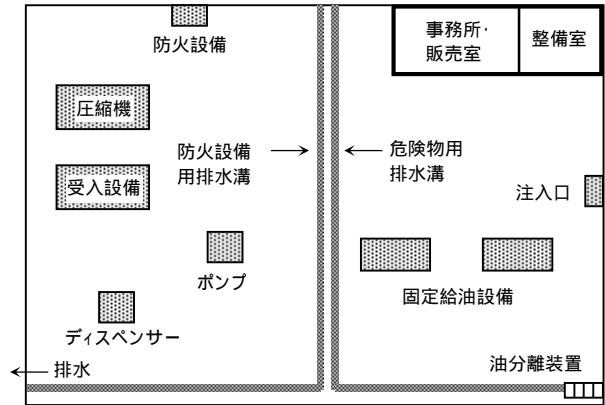 事務所・
販売室
整備室
防火設備
圧縮機
防火設備
用排水溝
危険物用
排水溝
受入設備
注入口
ポンプ
固定給油設備
ディスペンサー
排水
油分離装置